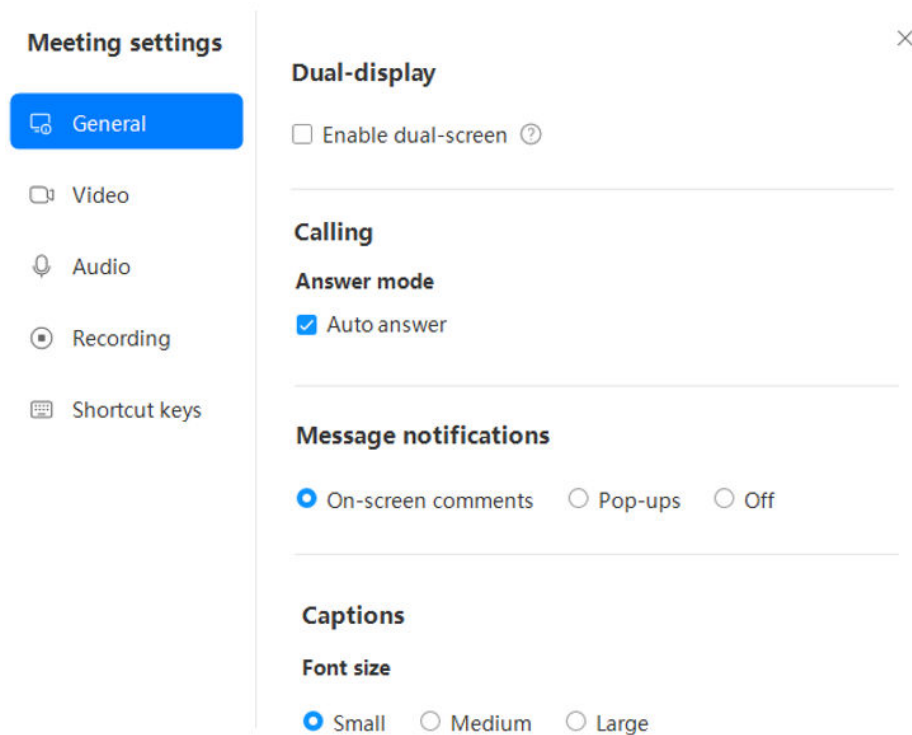 Meeting settings
General
Video
Audio
Recording
Shortcut keys
Dual-display
Enable dual-screen ?
Calling
Answer mode
Auto answer
Message notifications
On-screen comments Pop-ups Off
Captions
Font size
Small Medium Large